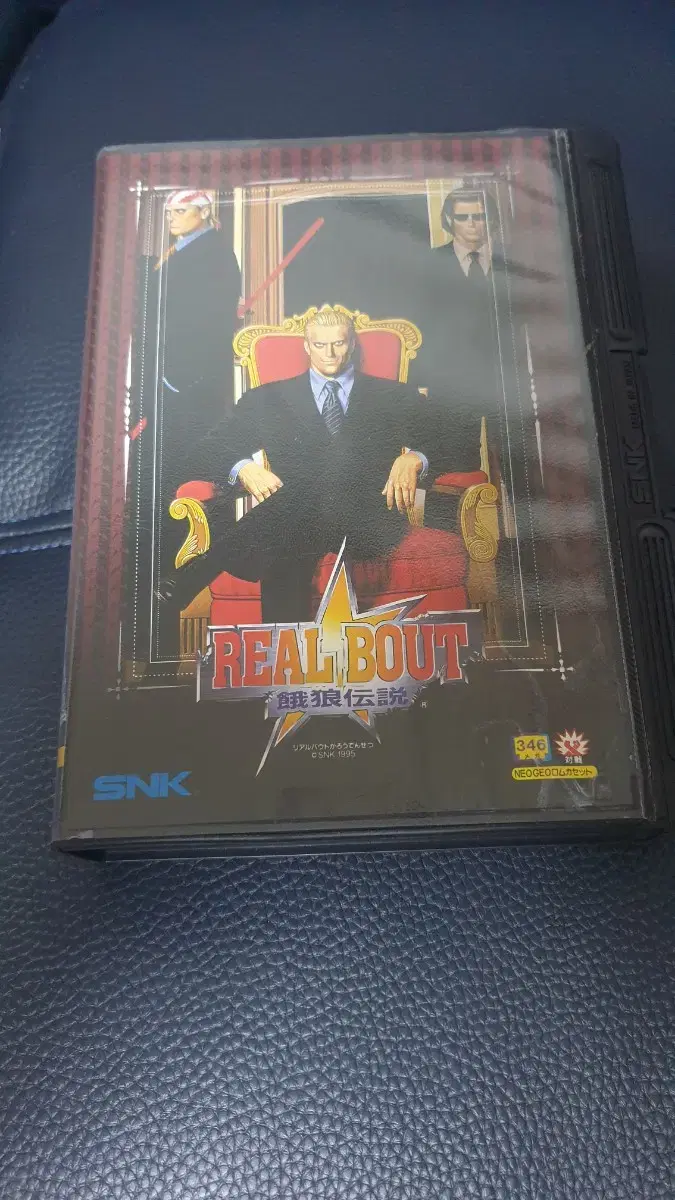 REAL BOUT
餓狼伝説
リアルバウトがろうでんせつ
©SNK 1995
SNK
346
メガ
対戦
NEOGEOロムカセット
SNK